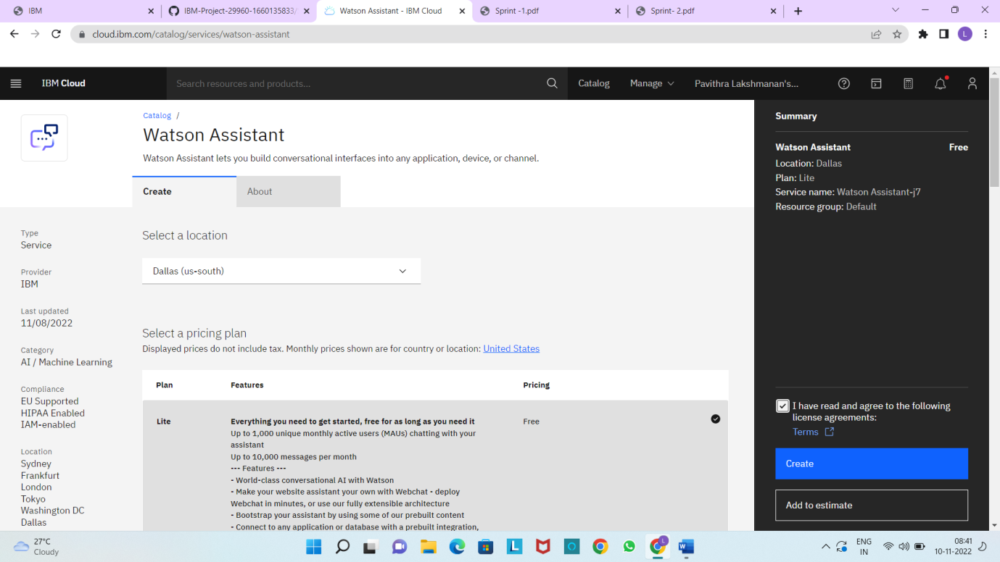 IBM
IBM-Project-29960-1660135833/
Watson Assistant - IBM Cloud
Sprint -1.pdf
Sprint- 2.pdf
cloud.ibm.com/catalog/services/watson-assistant
L
IBM Cloud
Search resources and products...
Catalog
Manage
Pavithra Lakshmanan's...
Catalog /
Watson Assistant
Watson Assistant lets you build conversational interfaces into any application, device, or channel.
Create
About
Type
Service
Provider
IBM
Last updated
11/08/2022
Category
AI / Machine Learning
Compliance
EU Supported
HIPAA Enabled
IAM-enabled
Location
Sydney
Frankfurt
London
Tokyo
Washington DC
Dallas
Select a location
Dallas (us-south)
Select a pricing plan
Displayed prices do not include tax. Monthly prices shown are for country or location: United States
Plan Features Pricing
Lite
Everything you need to get started, free for as long as you need it
Up to 1,000 unique monthly active users (MAUs) chatting with your
assistant
Up to 10,000 messages per month
--- Features ---
- World-class conversational AI with Watson
- Make your website assistant your own with Webchat - deploy
Webchat in minutes, or use our fully extensible architecture
- Bootstrap your assistant by using some of our prebuilt content
- Connect to any application or database with a prebuilt integration,
Free
Summary
Watson Assistant Free
Location: Dallas
Plan: Lite
Service name: Watson Assistant-j7
Resource group: Default
I have read and agree to the following
license agreements:
Terms
Create
Add to estimate
27°C
Cloudy
L
L
W
ENG
IN
08:41
10-11-2022